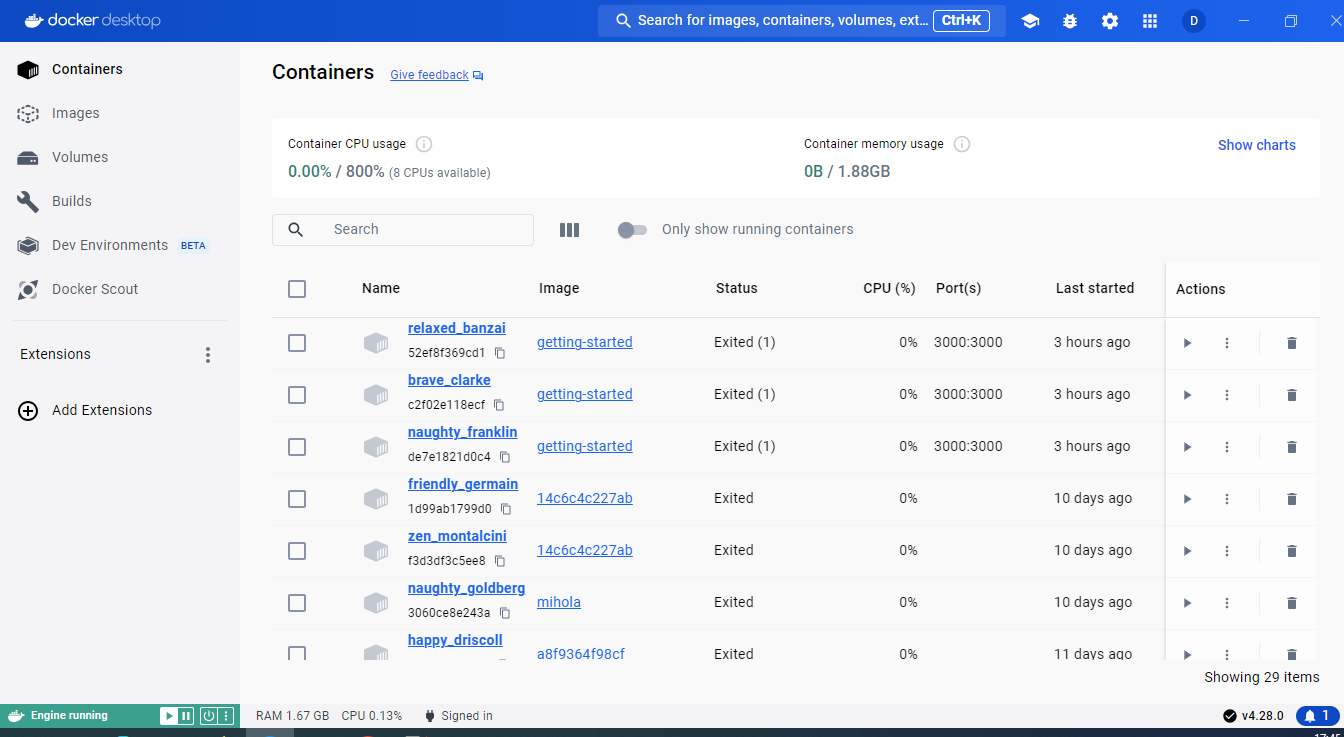 docker desktop
Search for images, containers, volumes, ext... Ctrl+K
D
Containers
Images
Volumes
Builds
Dev Environments BETA
Docker Scout
Extensions
Add Extensions
Containers Give feedback
Container CPU usage
0.00% / 800% (8 CPUs available)
Container memory usage
0B / 1.88GB
Show charts
Search
Only show running containers
Name Image Status CPU (%) Port(s) Last started Actions
relaxed_banzai
52ef8f369cd1 getting-started Exited (1) 0% 3000:3000 3 hours ago
brave_clarke
c2f02e118ecf getting-started Exited (1) 0% 3000:3000 3 hours ago
naughty_franklin
de7e1821d0c4 getting-started Exited (1) 0% 3000:3000 3 hours ago
friendly_germain
1d99ab1799d0 14c6c4c227ab Exited 0% 10 days ago
zen_montalcini
f3d3df3c5ee8 14c6c4c227ab Exited 0% 10 days ago
naughty_goldberg
3060ce8e243a mihola Exited 0% 10 days ago
happy_driscoll
a8f9364f98cf Exited 0% 11 days ago
Showing 29 items
Engine running
RAM 1.67 GB CPU 0.13% Signed in
v4.28.0 1